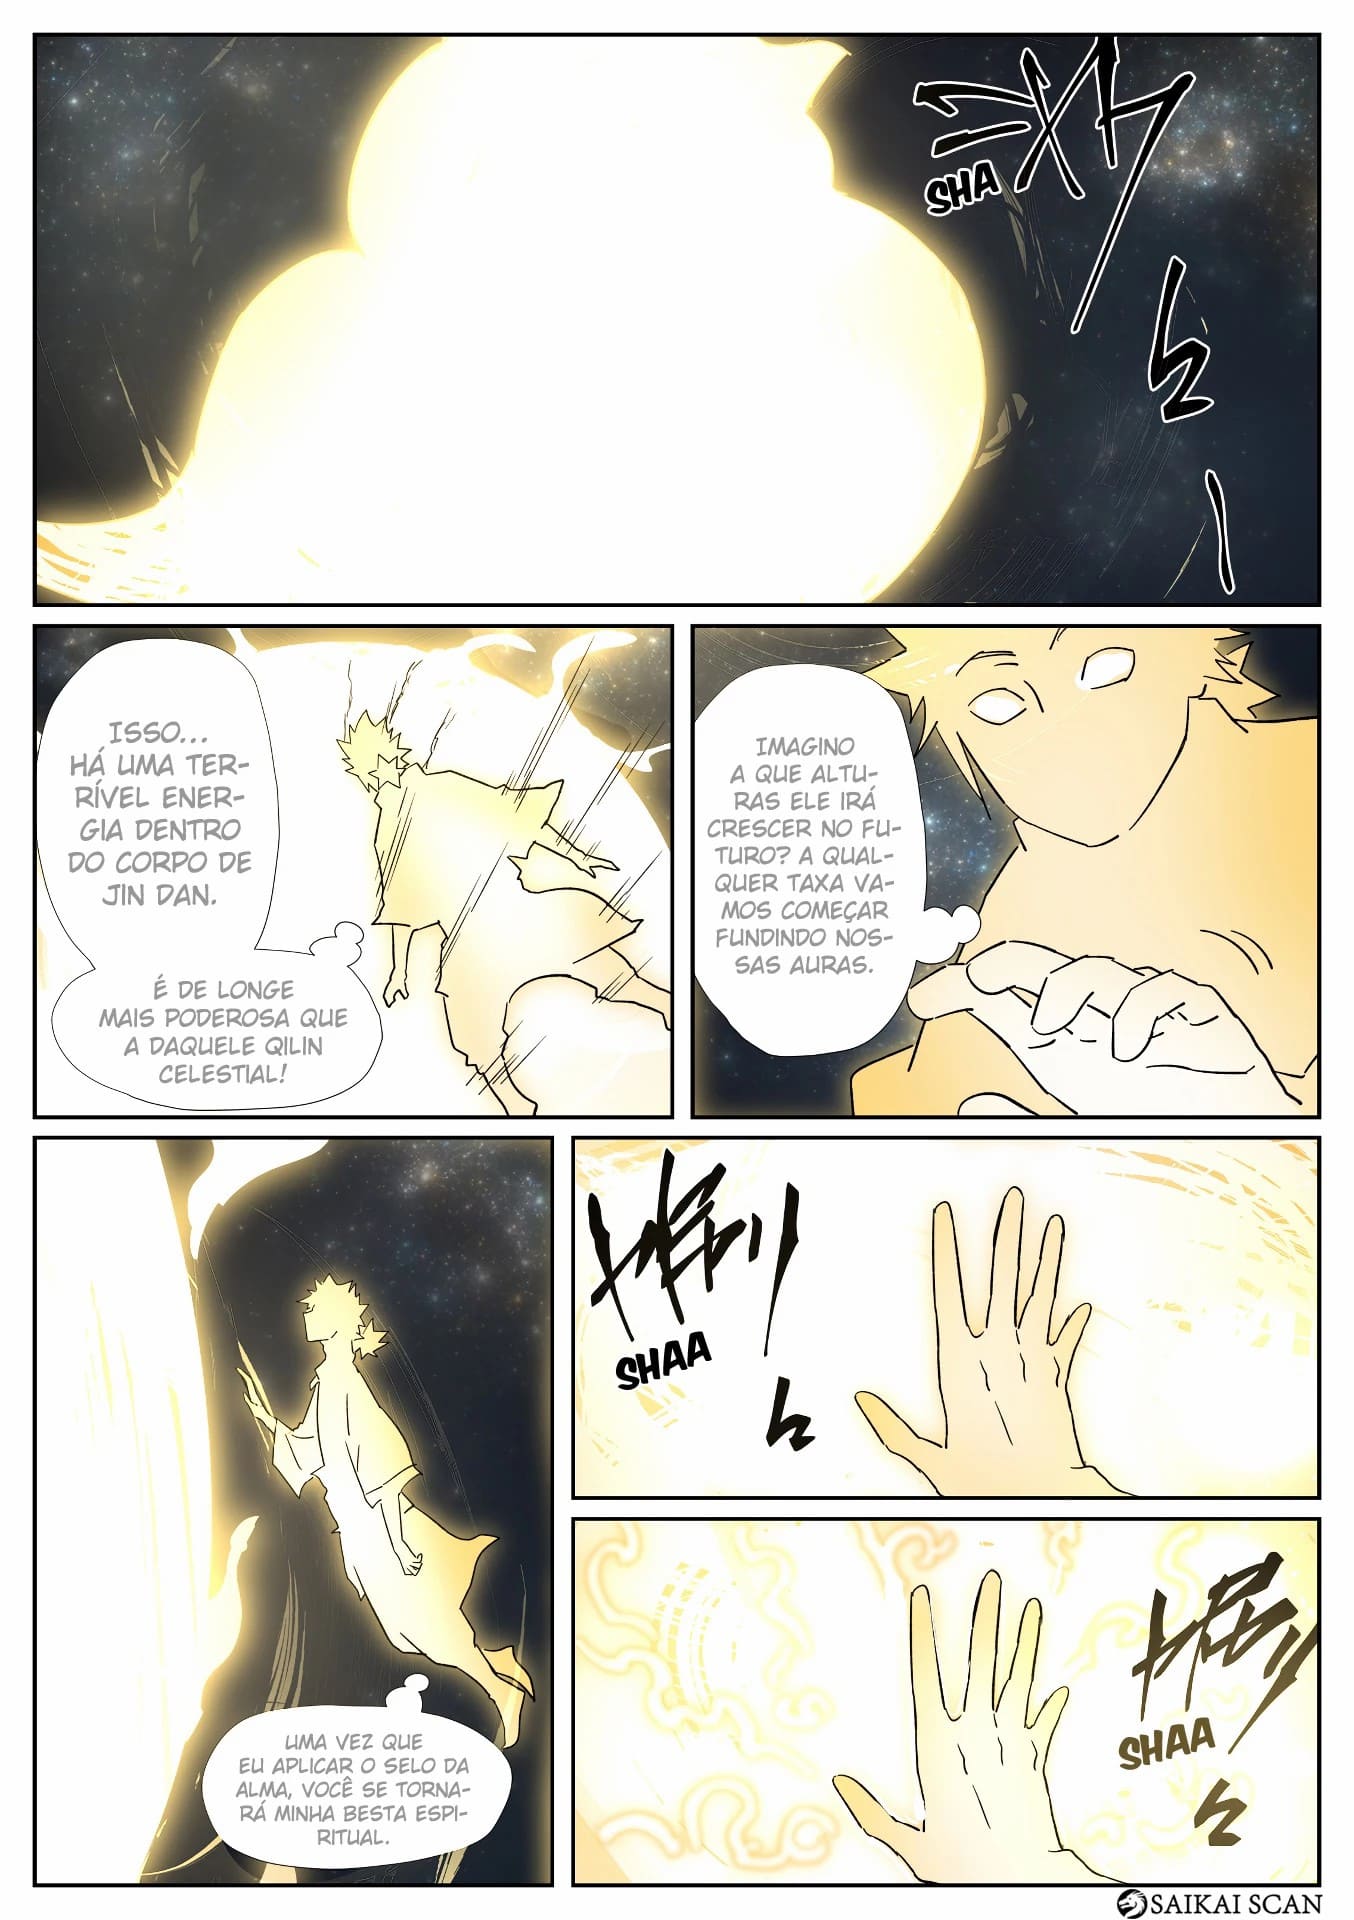 SHA
ISSO...
HÁ UMA TER-
RÍVEL ENER-
GIA DENTRO
DO CORPO DE
JIN DAN.
É DE LONGE
MAIS PODEROSA QUE
A DAQUELE QILIN
CELESTIAL!
IMAGINO
A QUE ALTU-
RAS ELE IRÁ
CRESCER NO FU-
TURO? A QUAL-
QUER TAXA VA-
MOS COMEÇAR
FUNDINDO NOS-
SAS AURAS.
UMA VEZ QUE
EU APLICAR O SELO DA
ALMA, VOCÊ SE TORNA-
RÁ MINHA BESTA ESPI-
RITUAL.
SHAA
SHAA
SAIKAI SCAN